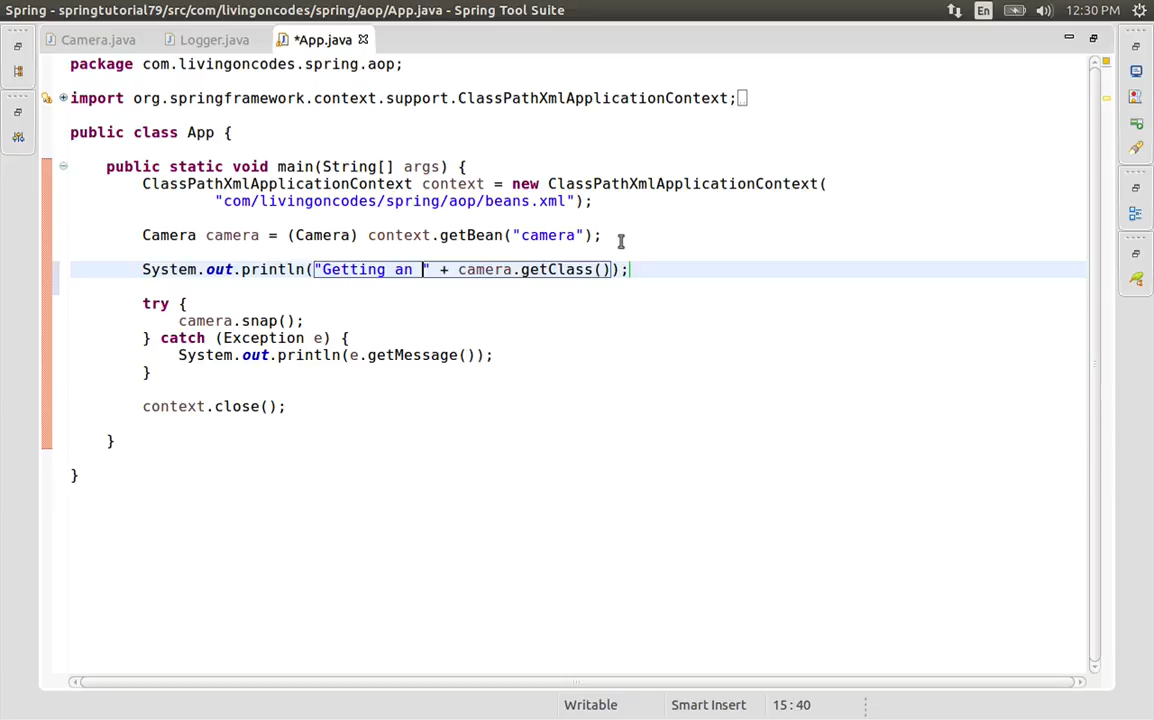 Spring - springtutorial79/src/com/livingoncodes/spring/aop/App.java - Spring Tool Suite
En
12:30 PM
Camera.java
Logger.java
*App.java
package com.livingoncodes.spring.aop;
import org.springframework.context.support.ClassPathXmlApplicationContext;
public class App {
public static void main(String[] args) {
ClassPathXmlApplicationContext context = new ClassPathXmlApplicationContext(
"com/livingoncodes/spring/aop/beans.xml");
Camera camera = (Camera) context.getBean("camera");
System.out.println("Getting an " + camera.getClass());
try {
camera.snap();
} catch (Exception e) {
System.out.println(e.getMessage());
}
context.close();
}
}
Writable
Smart Insert
15 : 40